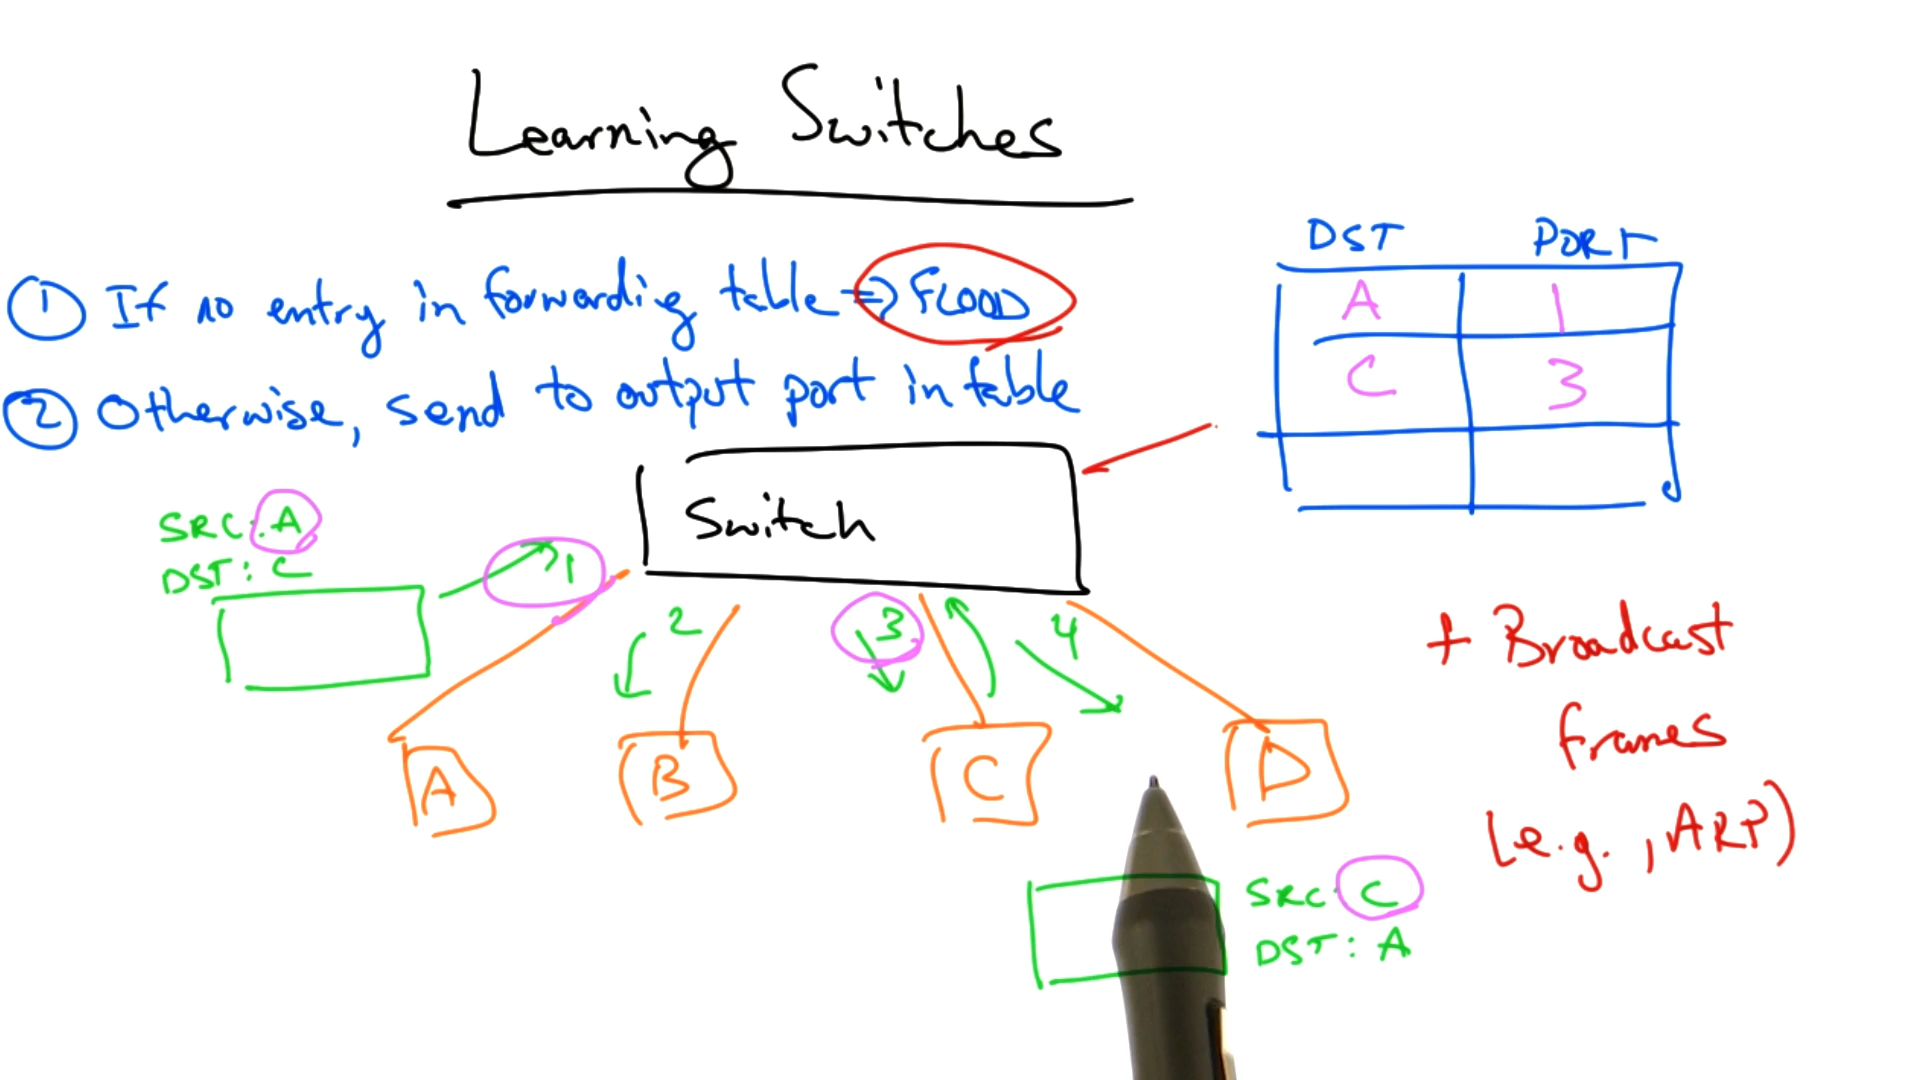 Learning Switches
DST PORT
① If no entry in forwarding table => FLOOD
A 1
② Otherwise, send to output port in table
C 3
Switch
SRC: A
DST: C
1
2
3
4
+ Broadcast
frames
(e.g., ARP)
A
B
C
D
SRC: C
DST: A